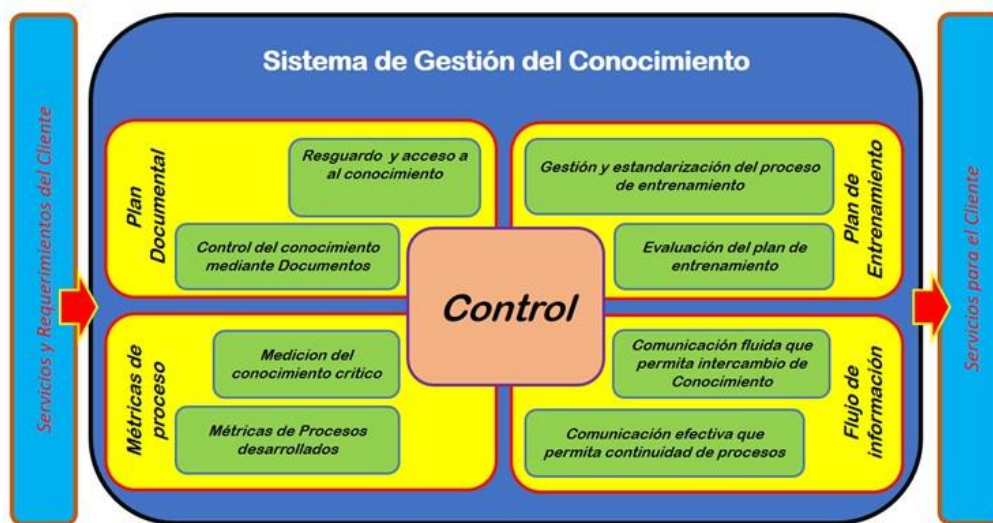 Servicios y Requerimientos del Cliente
Sistema de Gestión del Conocimiento
Plan
Documental
Resguardo y acceso a
al conocimiento
Control del conocimiento
mediante Documentos
Gestión y estandarización del proceso
de entrenamiento
Evaluación del plan de
entrenamiento
Plan de
Entrenamiento
Control
Métricas de
proceso
Medicion del
conocimiento critico
Métricas de Procesos
desarrollados
Comunicación fluida que
permita intercambio de
Conocimiento
Comunicación efectiva que
permita continuidad de procesos
Flujo de
información
Servicios para el Cliente